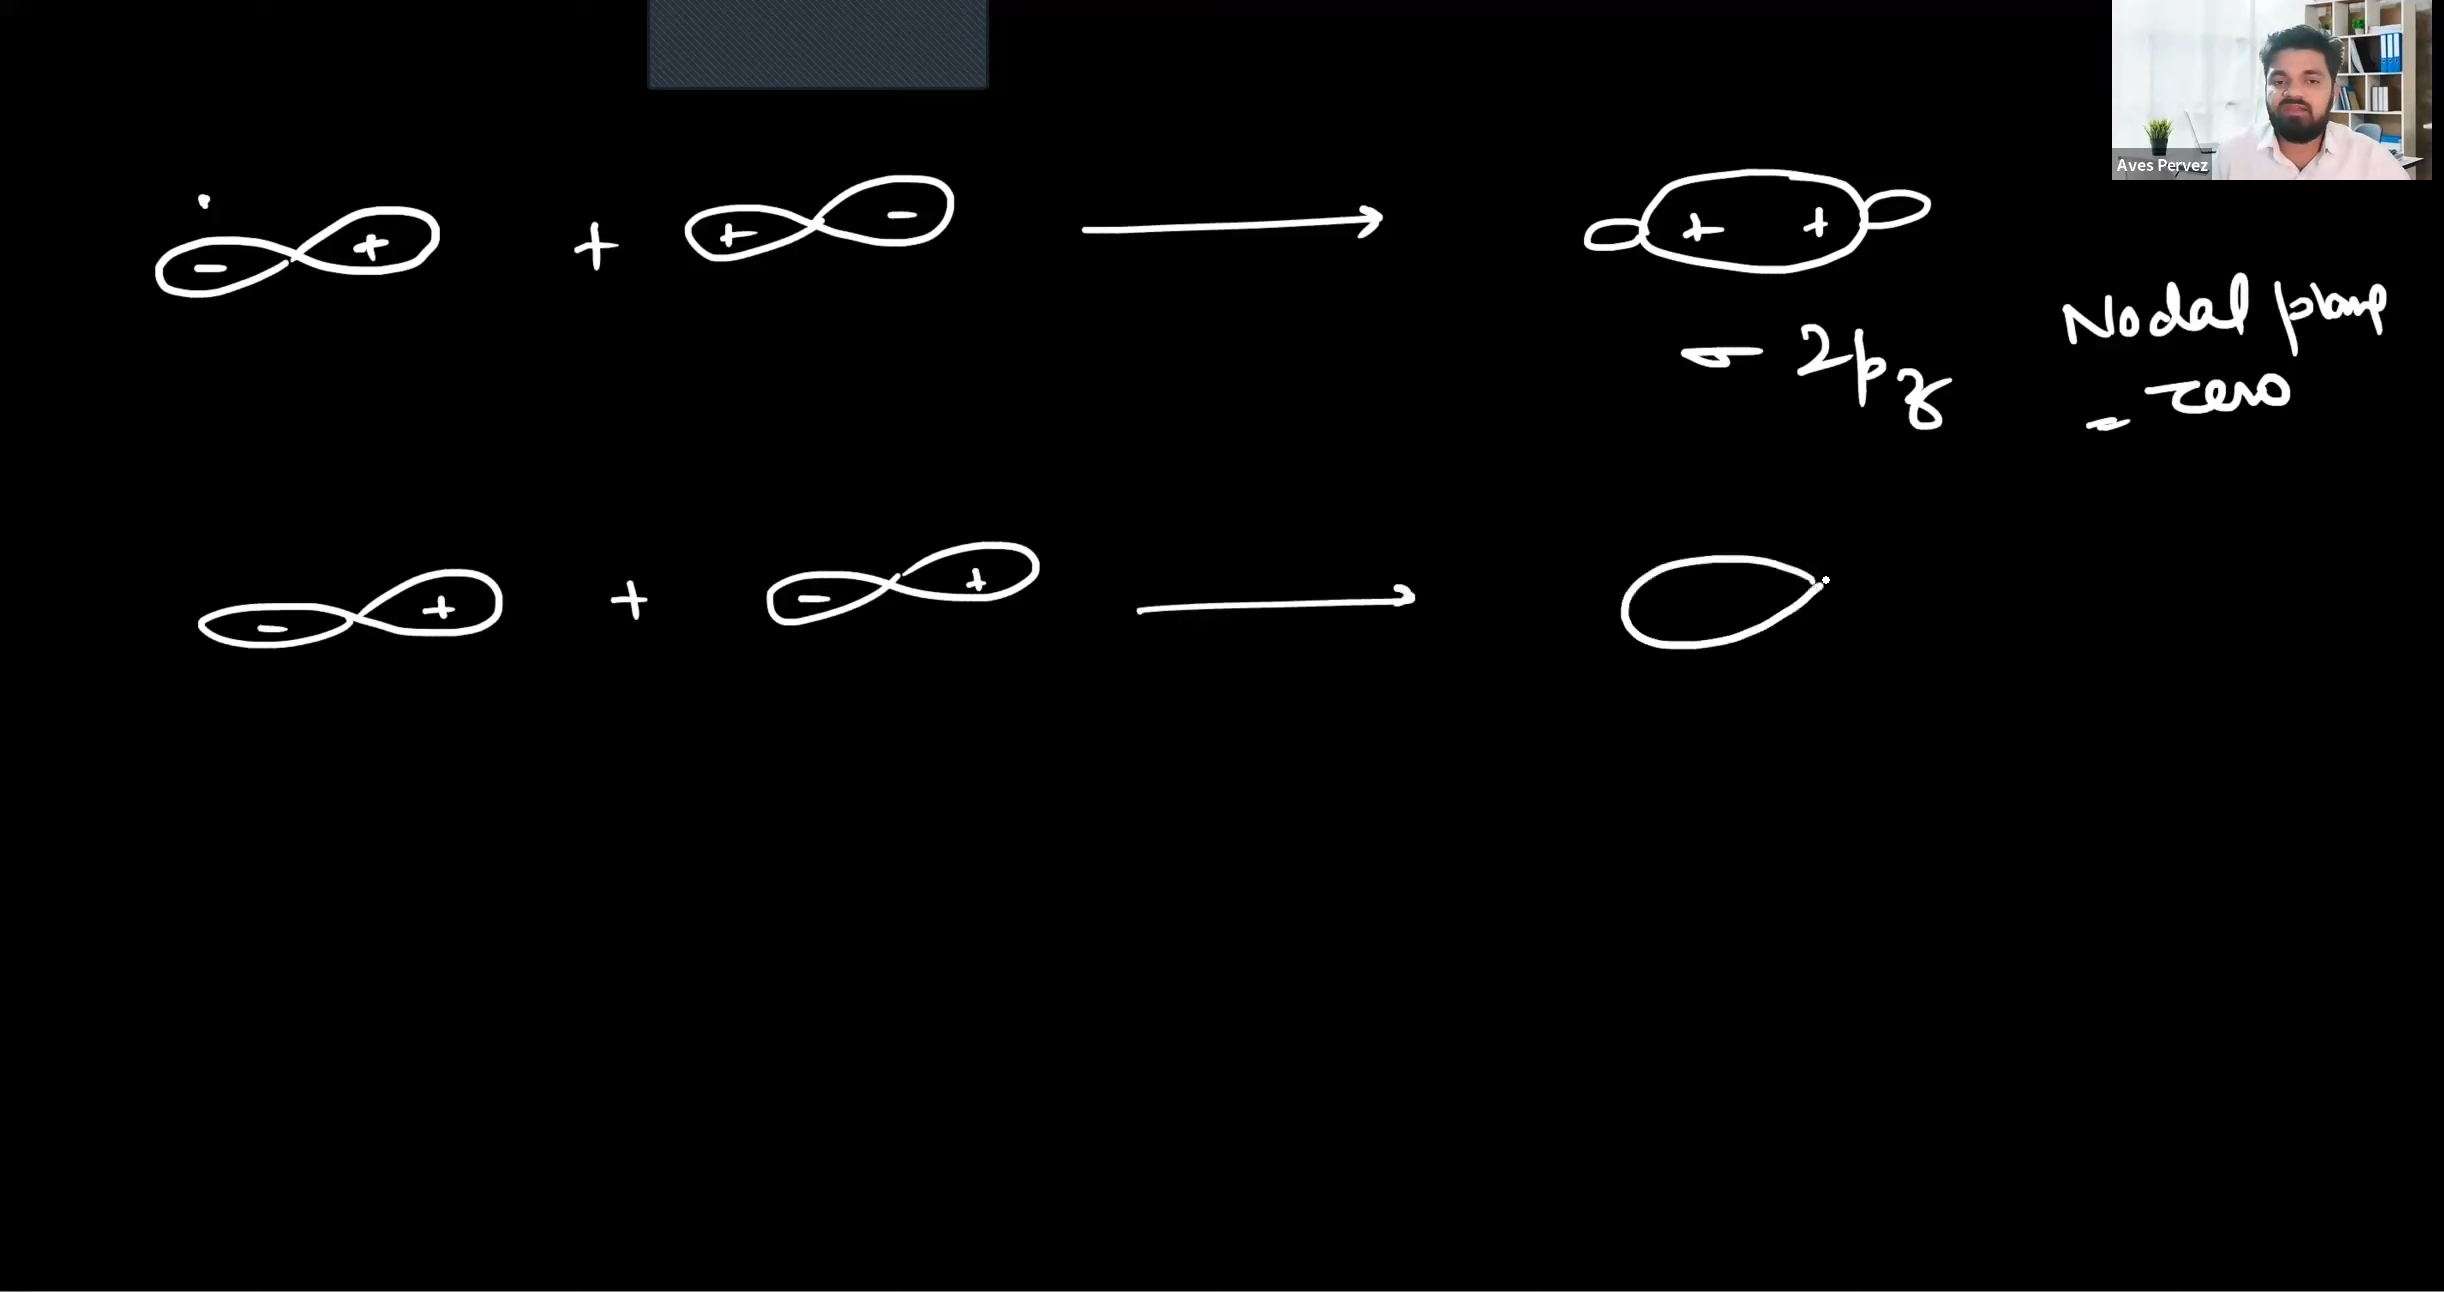 Aves Pervez
- + + + - + +
σ 2pz
Nodal plane
= zero
- + + - +